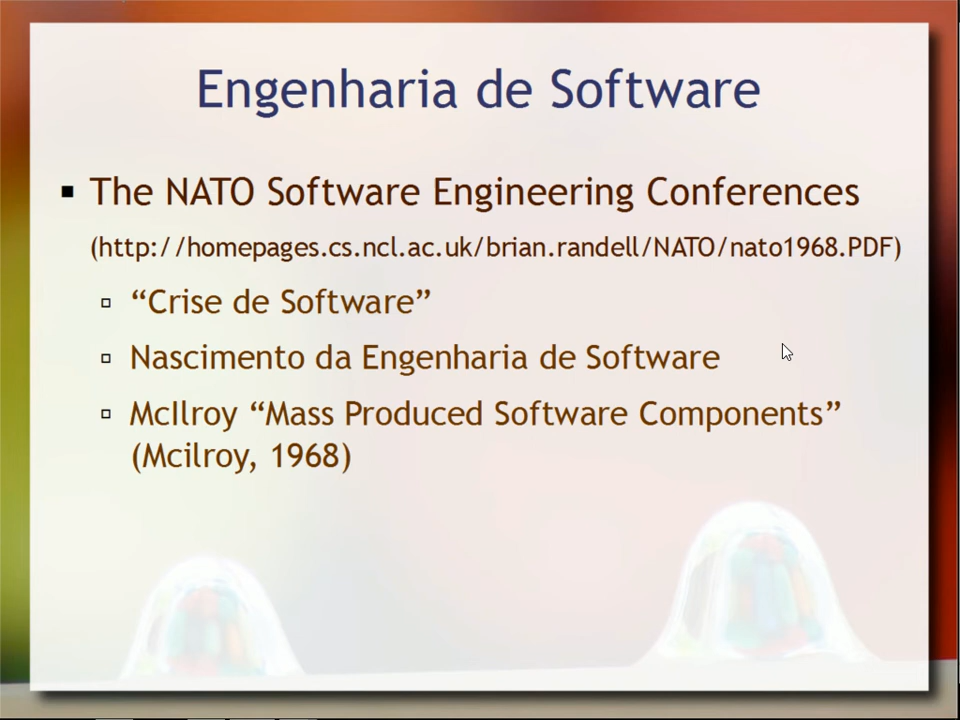 Engenharia de Software
The NATO Software Engineering Conferences
(http://homepages.cs.ncl.ac.uk/brian.randell/NATO/nato1968.PDF)
“Crise de Software”
Nascimento da Engenharia de Software
McIlroy “Mass Produced Software Components”
(Mcilroy, 1968)